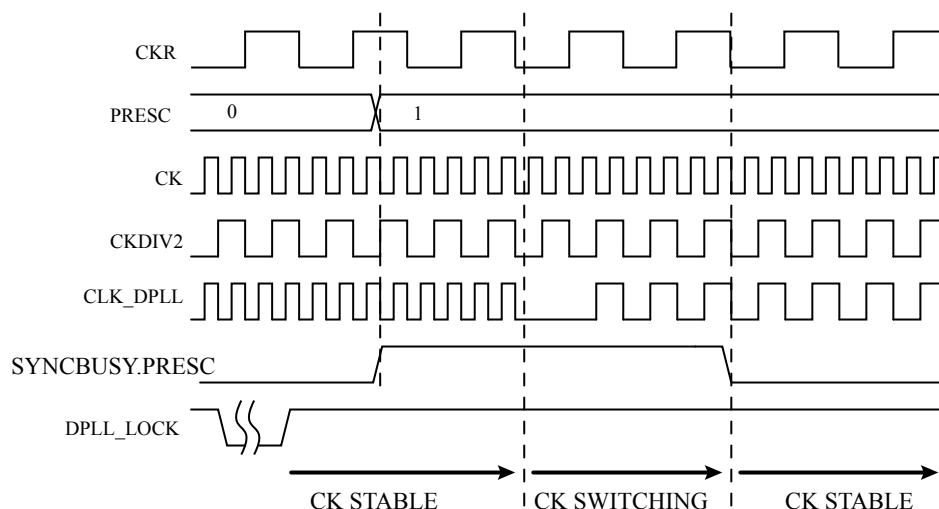 CKR
PRESC
0
1
CK
CKDIV2
CLK_DPLL
SYNCBUSY.PRESC
DPLL_LOCK
CK STABLE
CK SWITCHING
CK STABLE